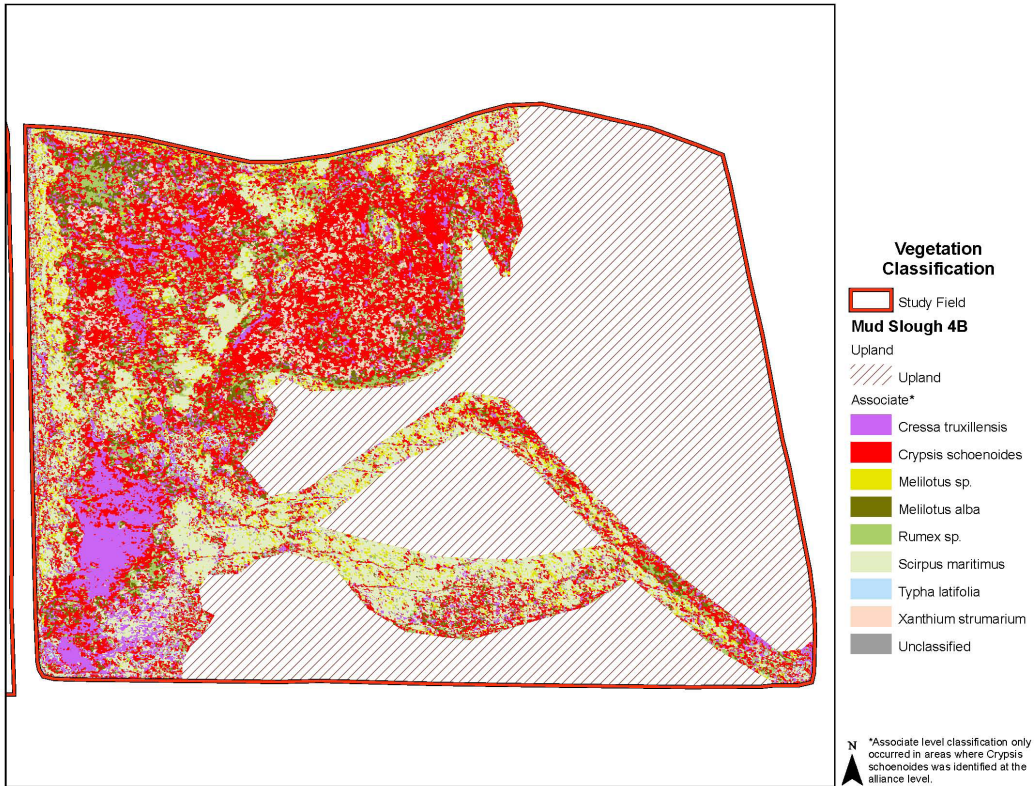 Vegetation
Classification
Study Field
Mud Slough 4B
Upland
Upland
Associate*
Cressa truxillensis
Crypsis schoenoides
Melilotus sp.
Melilotus alba
Rumex sp.
Scirpus maritimus
Typha latifolia
Xanthium strumarium
Unclassified
N
*Associate level classification only
occurred in areas where Crypsis
schoenoides was identified at the
alliance level.